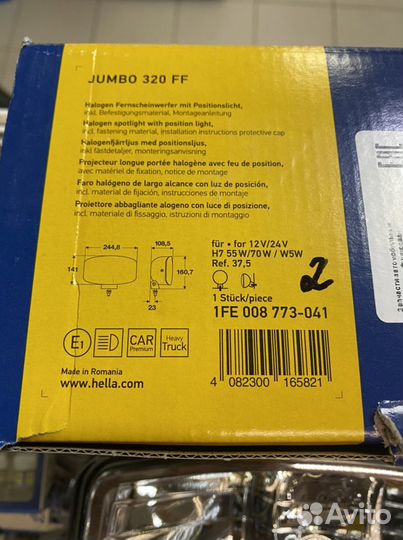 JUMBO 320 FF
Halogen Fernscheinwerfer mit Positionslicht,
inkl. Befestigungsmaterial, Montageanleitung
Halogen spotlight with position light,
incl. fastening material, installation instructions protective cap
Halogenfjärrljus med positionsljus,
inkl. fästdetaljer, monteringsanvisning
Projecteur longue portée halogène avec feu de position,
avec matériel de fixation, notice de montage
Faro halógeno de largo alcance con luz de posición,
incl. material de fijación, instrucciones de montaje
Proiettore abbagliante alogeno con luce di posizione,
incl. materiale di fissaggio, istruzioni di montaggio
244,8
108,5
141
160,7
23
für • for 12V/24V
H7 55W/70W / W5W
Ref. 37,5
2
1 Stück/piece
1FE 008 773-041
E1
CAR
Premium
Heavy
Truck
Made in Romania
www.hella.com
4 082300 165821
EAC
Avito